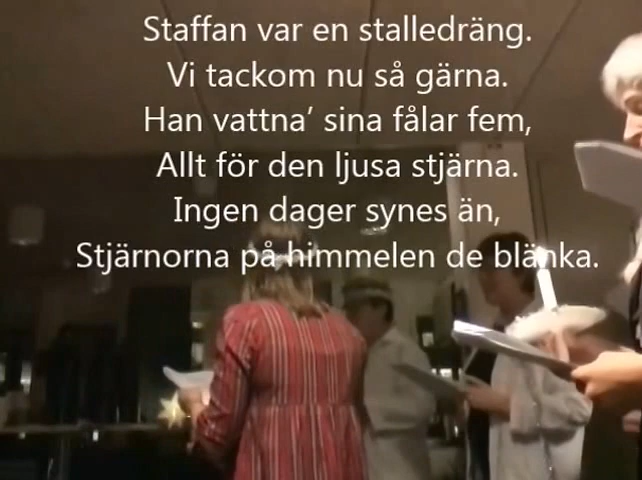 Staffan var en stalledräng.
Vi tackom nu så gärna.
Han vattna’ sina fålar fem,
Allt för den ljusa stjärna.
Ingen dager synes än,
Stjärnorna på himmelen de blänka.